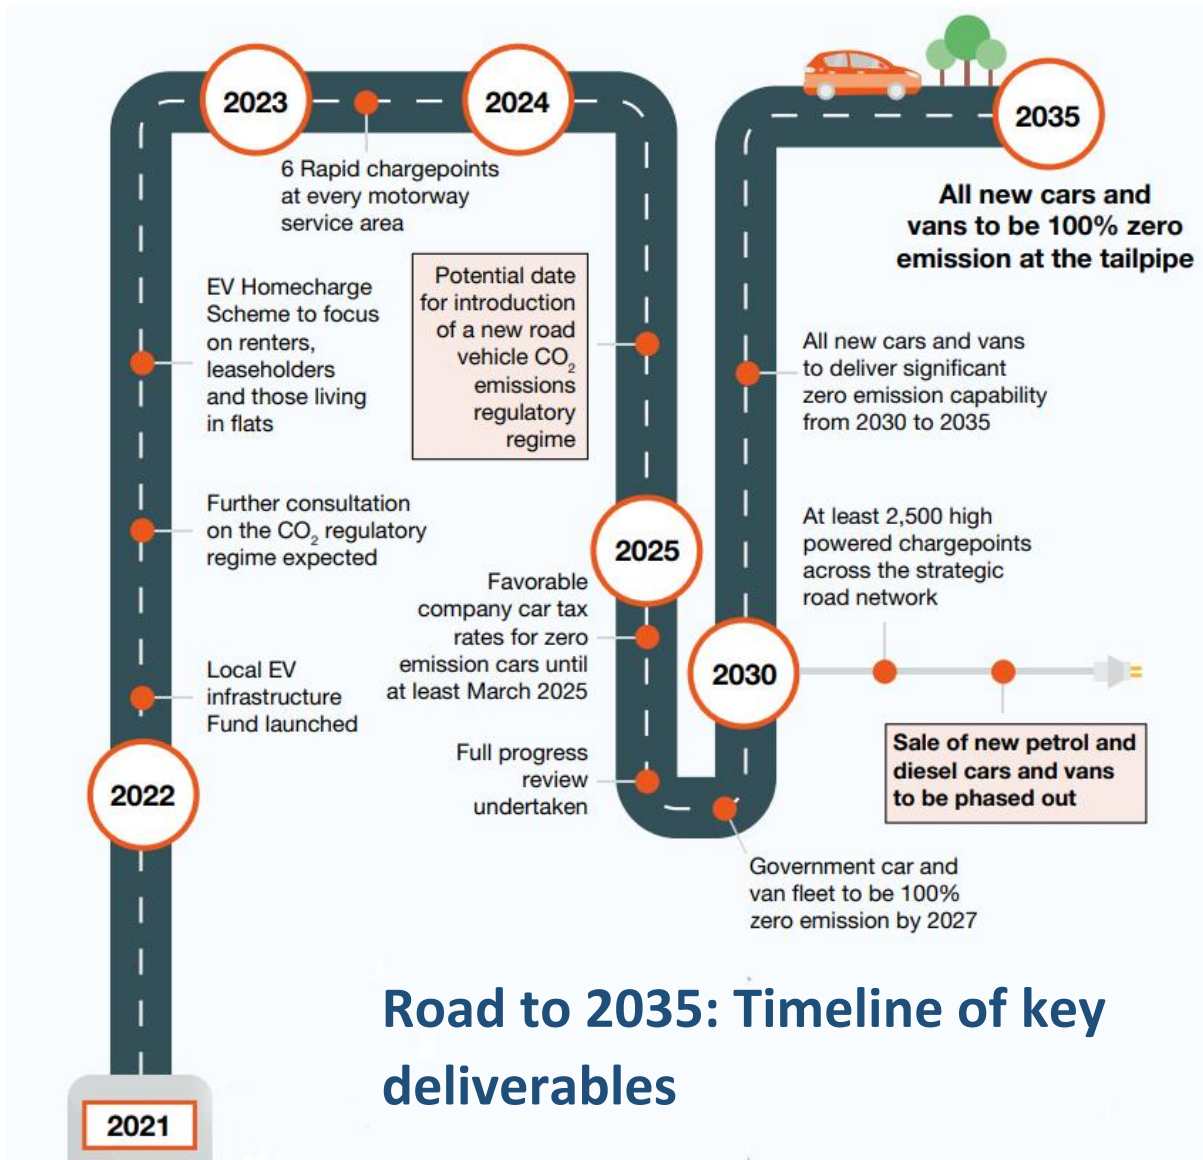 2021
2022
Local EV
infrastructure
Fund launched
Further consultation
on the CO₂ regulatory
regime expected
EV Homecharge
Scheme to focus
on renters,
leaseholders
and those living
in flats
2023
6 Rapid chargepoints
at every motorway
service area
2024
Potential date
for introduction
of a new road
vehicle CO₂
emissions
regulatory
regime
2025
Favorable
company car tax
rates for zero
emission cars until
at least March 2025
Full progress
review
undertaken
Government car and
van fleet to be 100%
zero emission by 2027
2030
At least 2,500 high
powered chargepoints
across the strategic
road network
Sale of new petrol and
diesel cars and vans
to be phased out
All new cars and vans
to deliver significant
zero emission capability
from 2030 to 2035
2035
All new cars and
vans to be 100% zero
emission at the tailpipe
Road to 2035: Timeline of key
deliverables